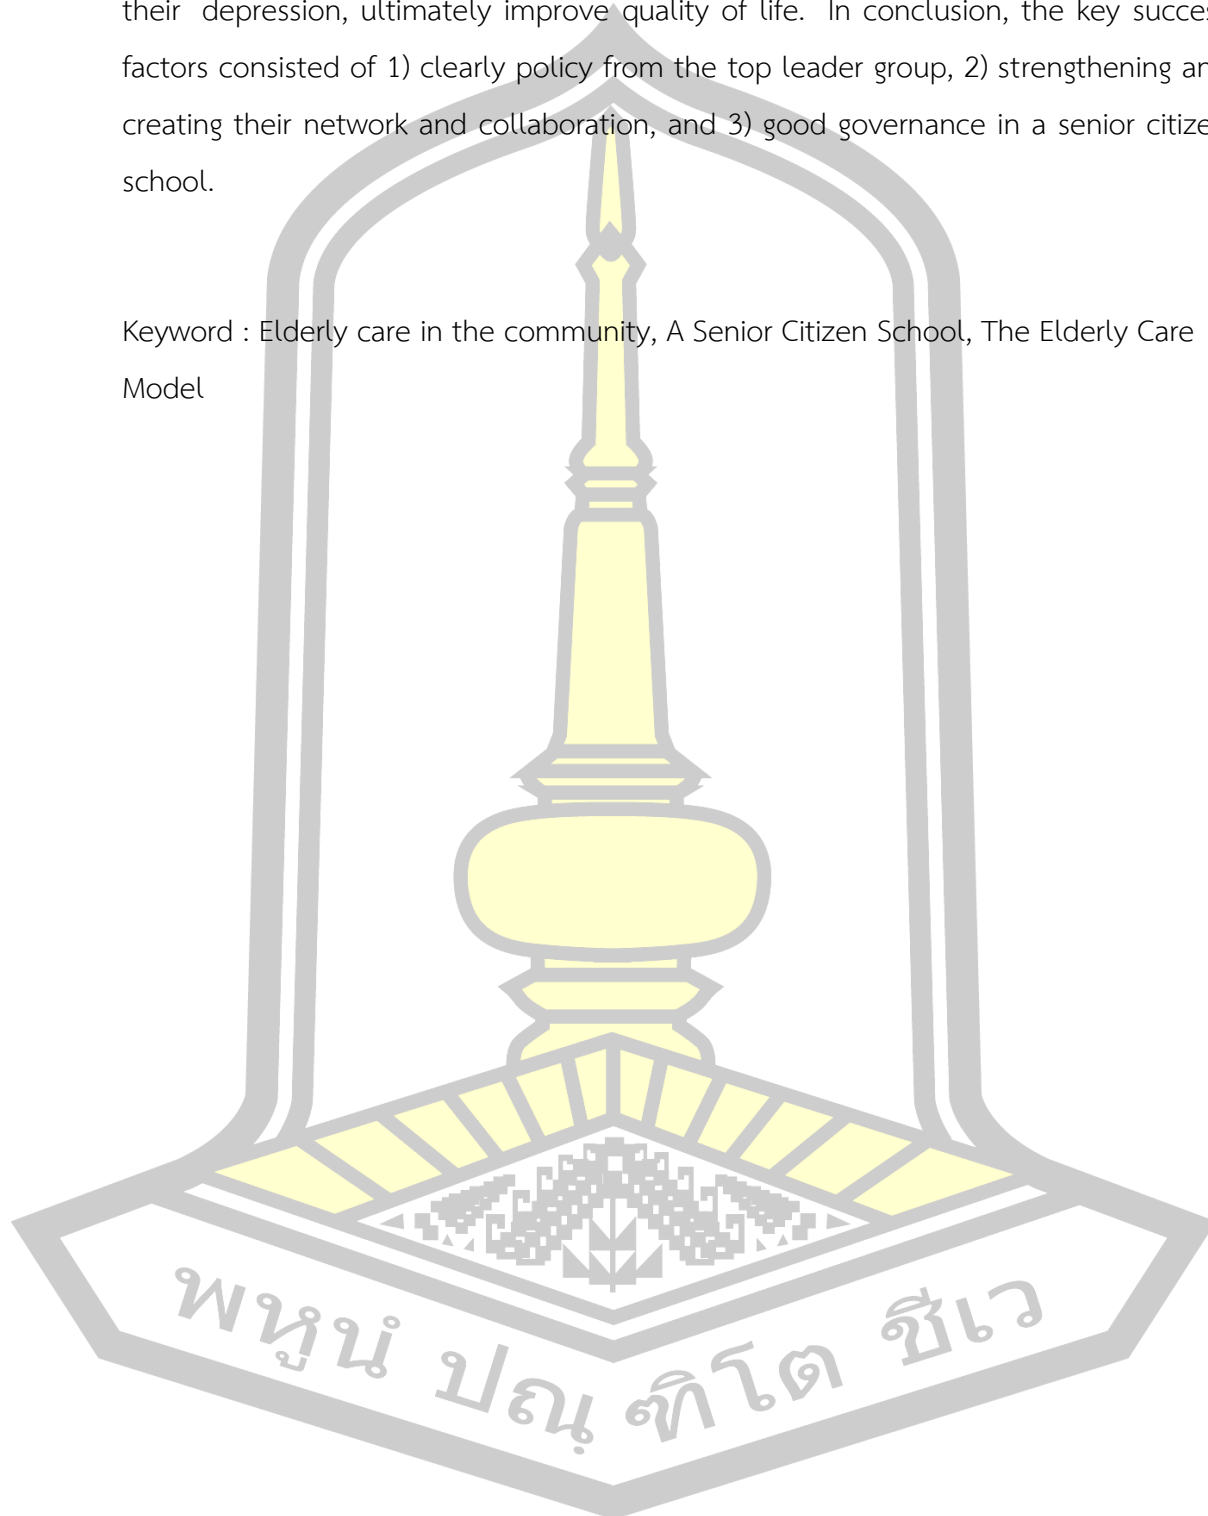 their depression, ultimately improve quality of life. In conclusion, the key succes
factors consisted of 1) clearly policy from the top leader group, 2) strengthening an
creating their network and collaboration, and 3) good governance in a senior citize
school.
Keyword : Elderly care in the community, A Senior Citizen School, The Elderly Care
Model
พหูนํ ปณฺฑิโต ชีเว